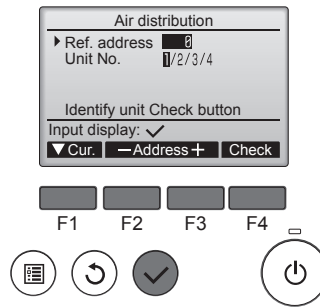 Air distribution
Ref. address 0
Unit No. 1/2/3/4
Identify unit Check button
Input display: ✓
▼ Cur. − Address + Check
F1 F2 F3 F4